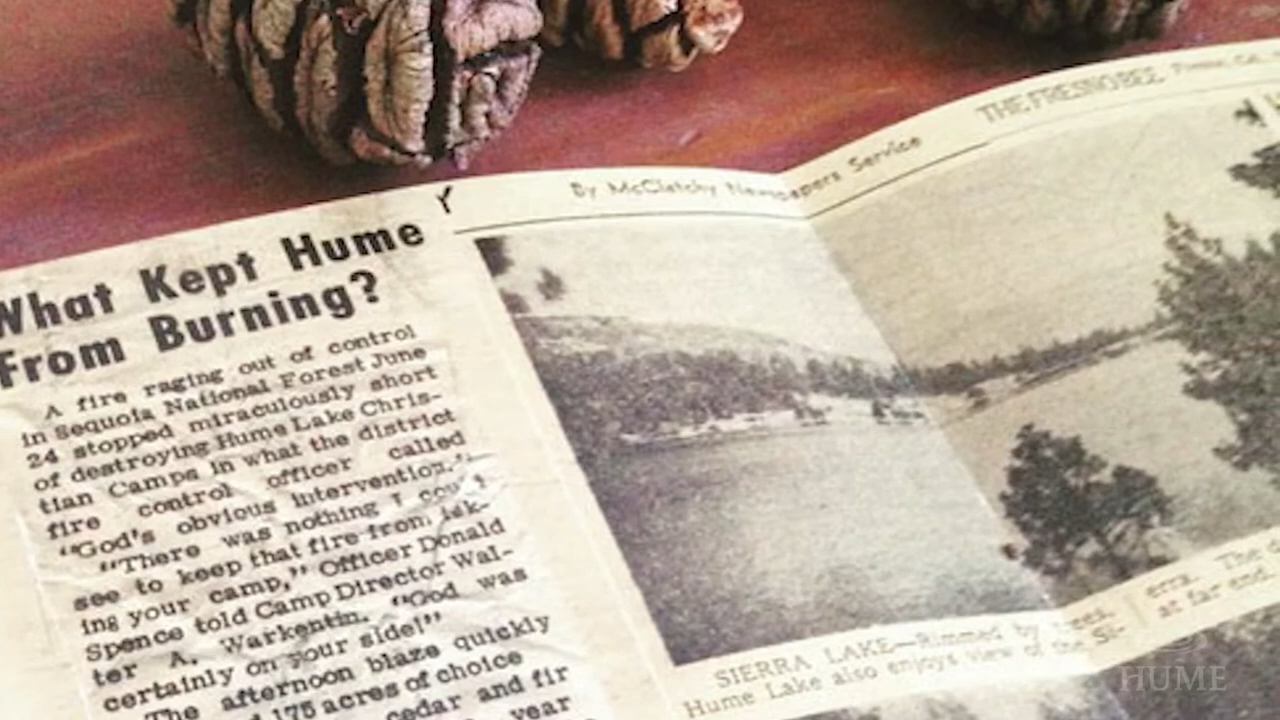 THE FRESNO BEE
By McClatchy Newspapers Service
What Kept Hume
From Burning?
A fire raging out of control
in Sequoia National Forest June
24 stopped miraculously short
of destroying Hume Lake Chris-
tian Camps in what the district
fire control officer called
"God's obvious intervention."
"There was nothing I could
see to keep that fire from
ing your camp," Officer Donald
Spence told Camp Director Wal-
ter A. Warkentin. "God was
certainly on your side!"
The afternoon blaze quickly
175 acres of choice
cedar and fir
year
SIERRA LAKE—Rimmed by
Hume Lake also enjoys view of the Si-
erra. The
at far end.
HUME